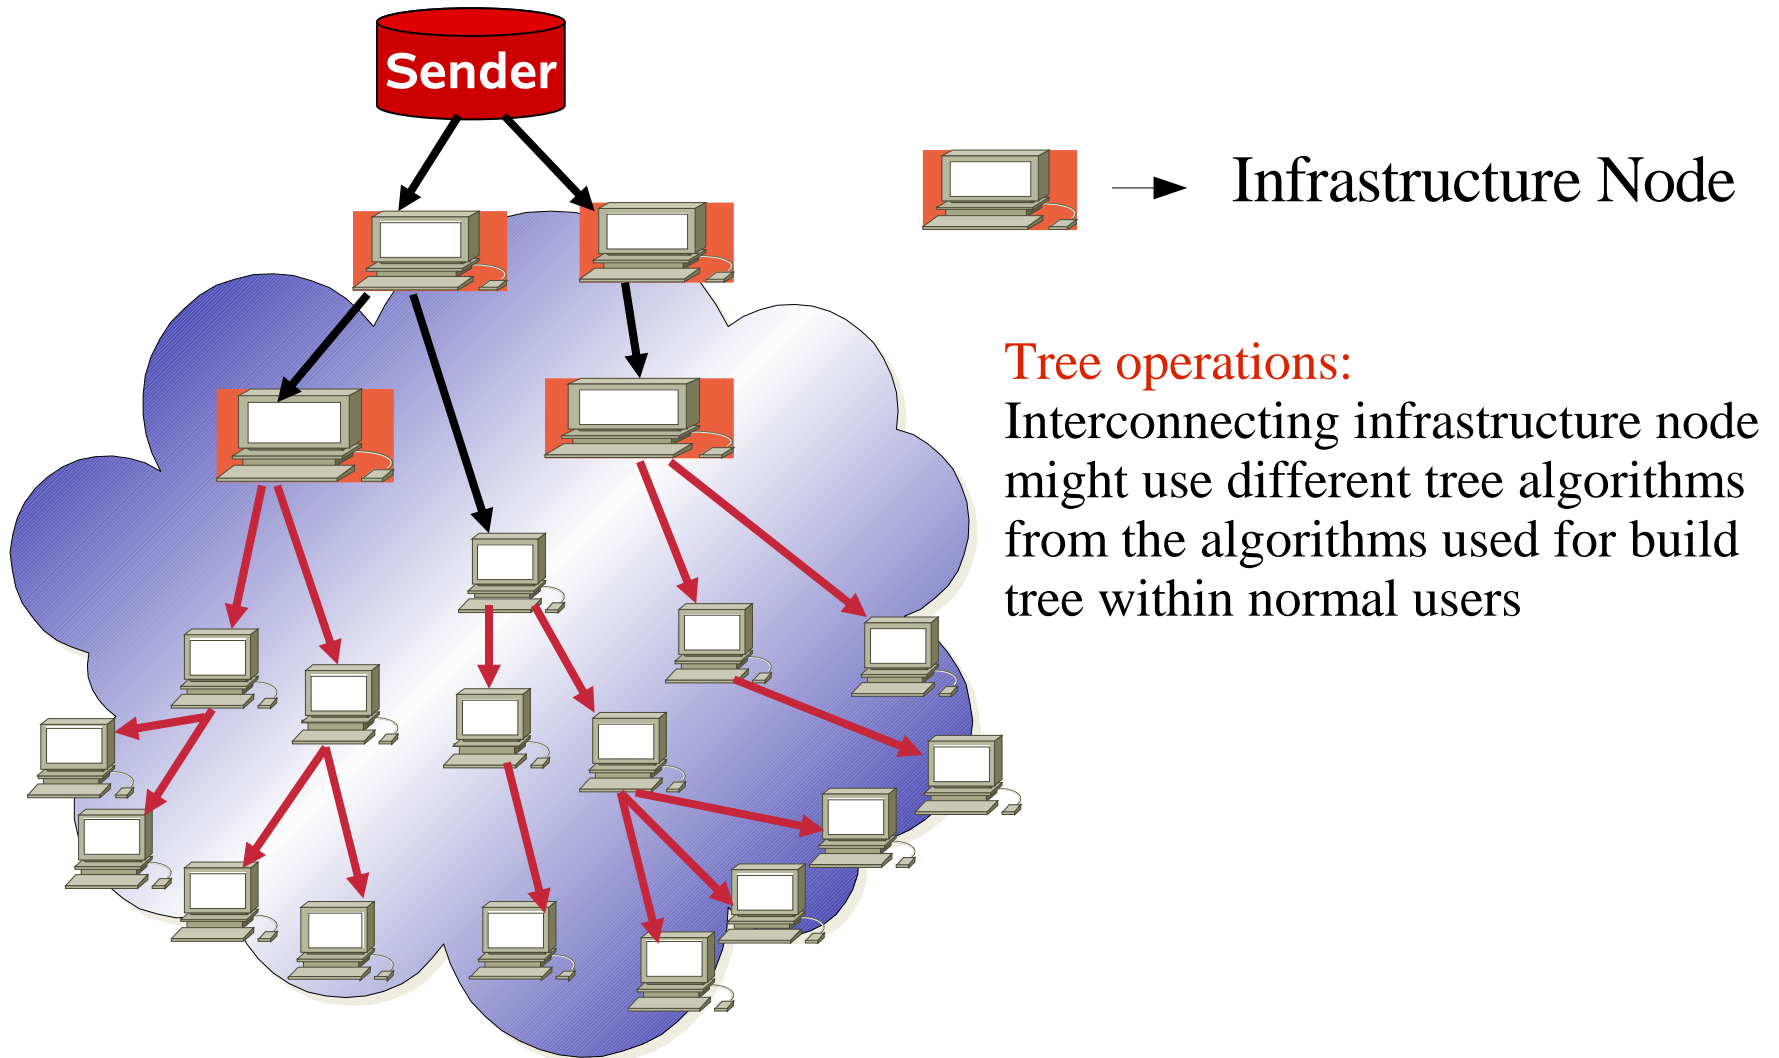 Sender
Infrastructure Node
Tree operations:
Interconnecting infrastructure node
might use different tree algorithms
from the algorithms used for build
tree within normal users